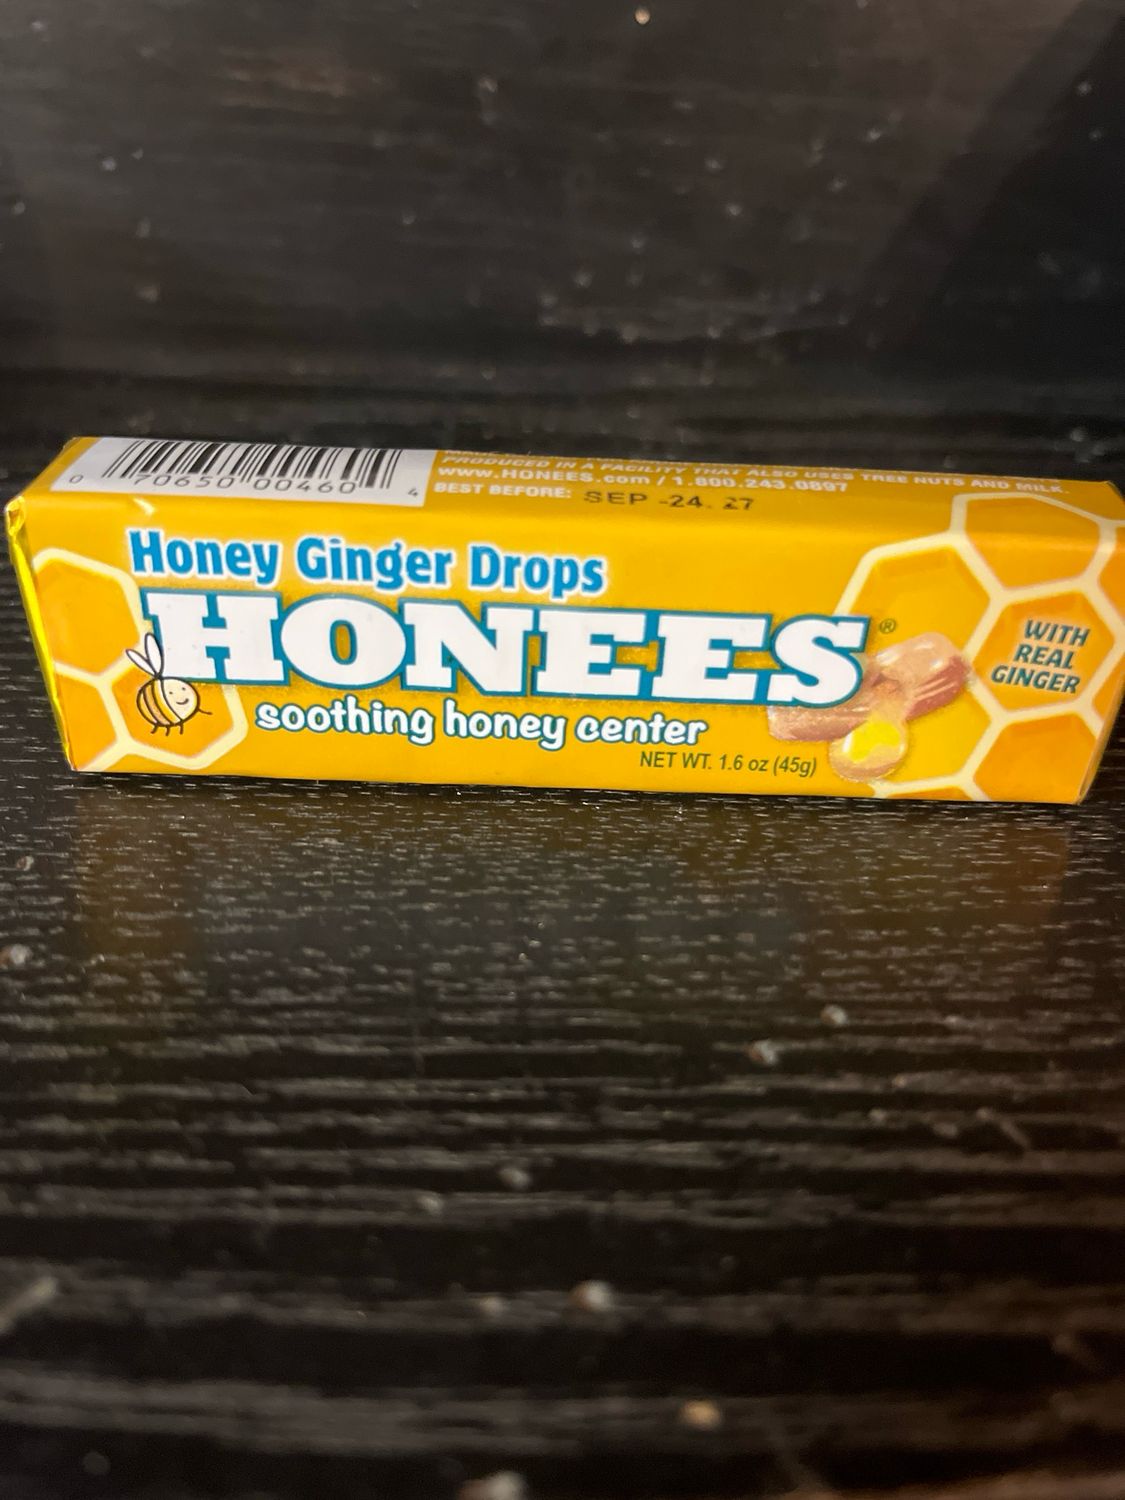 0 70650 00460 4
PRODUCED IN A FACILITY THAT ALSO USES TREE NUTS AND MILK.
www.HONEES.com / 1.800.243.0897
BEST BEFORE: SEP -24. 27
Honey Ginger Drops
HONEES®
soothing honey center
NET WT. 1.6 oz (45g)
WITH
REAL
GINGER